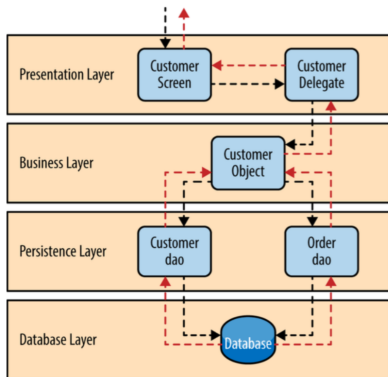 Presentation Layer
Customer
Screen
Customer
Delegate
Business Layer
Customer
Object
Persistence Layer
Customer
dao
Order
dao
Database Layer
Database